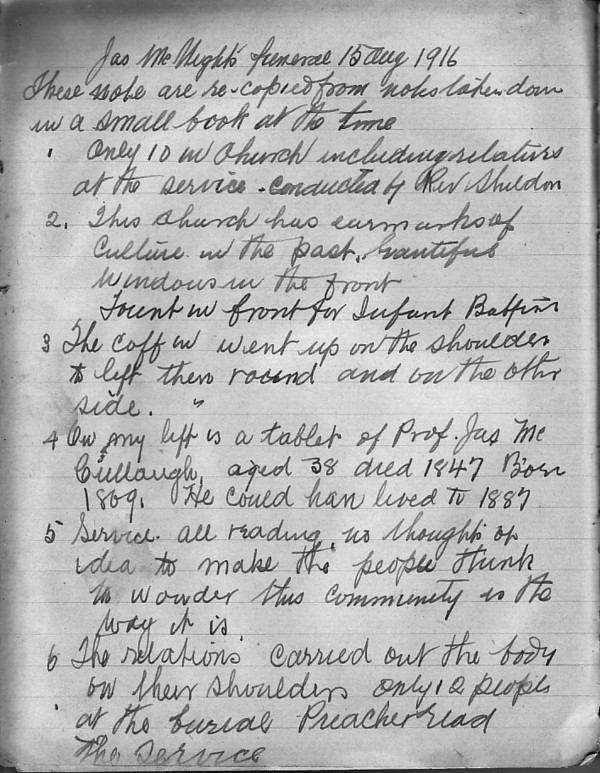 Jas McNight's funeral 15 Aug 1916
These note are re-copied from notes taken down
in a small book at the time
1 Only 10 in Church including relatives
at the service - conducted by Rev Sheldon
2. This church has earmarks of
Culture in the past, beautiful
windows in the front
Fount in front for Infant Baptism
3 The coffin went up on the shoulder
to left then round and on the othr
side. "
4 On my left is a tablet of Prof. Jas Mc
Cullaugh, aged 38 died 1847 Born
1809. He could han lived to 1887
5 Service. all reading, no thought or
idea to make the people think
to wonder this community is the
way it is.
6 The relations carried out the body
on their shoulders only 12 people
at the burial Preacher read
the service